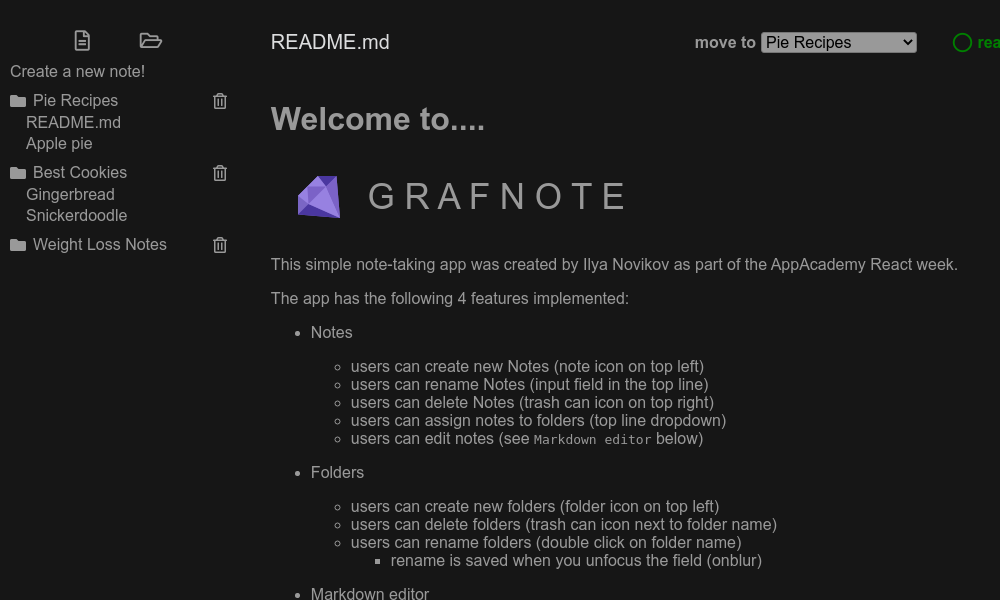 README.md
move to Pie Recipes
Create a new note!
Pie Recipes
README.md
Apple pie
Best Cookies
Gingerbread
Snickerdoodle
Weight Loss Notes
Welcome to....
GRAFNOTE
This simple note-taking app was created by Ilya Novikov as part of the AppAcademy React week.
The app has the following 4 features implemented:
Notes
users can create new Notes (note icon on top left)
users can rename Notes (input field in the top line)
users can delete Notes (trash can icon on top right)
users can assign notes to folders (top line dropdown)
users can edit notes (see Markdown editor below)
Folders
users can create new folders (folder icon on top left)
users can delete folders (trash can icon next to folder name)
users can rename folders (double click on folder name)
rename is saved when you unfocus the field (onblur)
Markdown editor